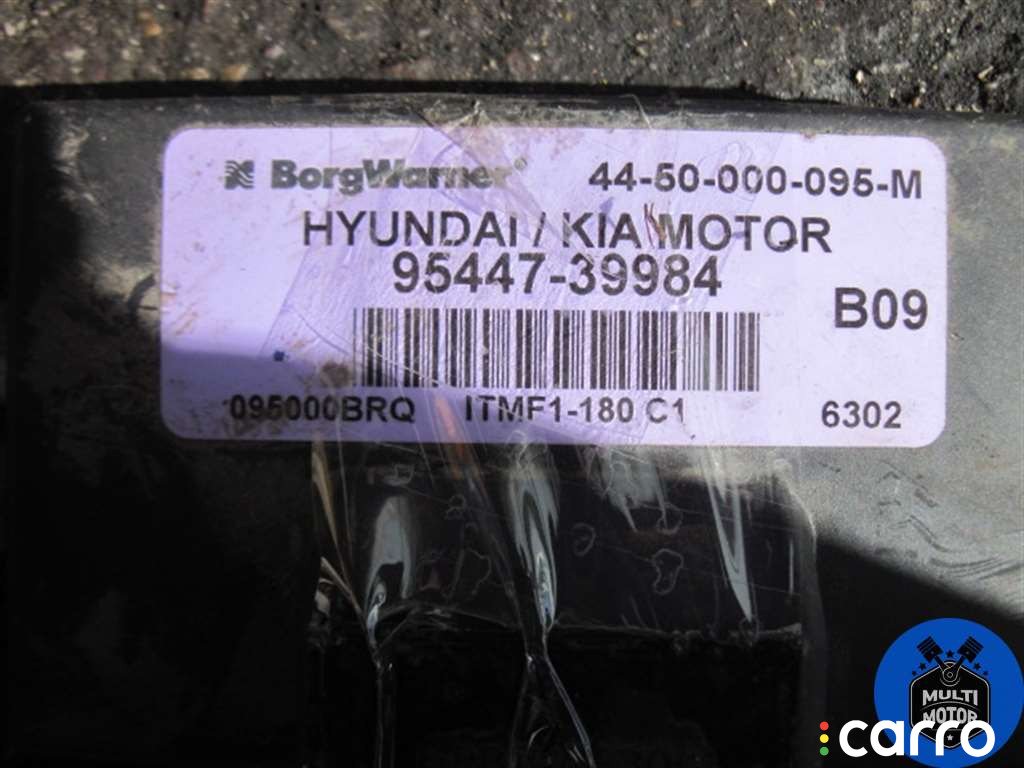 BorgWarner® 44-50-000-095-M
HYUNDAI / KIA MOTOR
95447-39984
B09
095000BRQ ITMF1-180 C1 6302
MULTI
MOTOR
carro